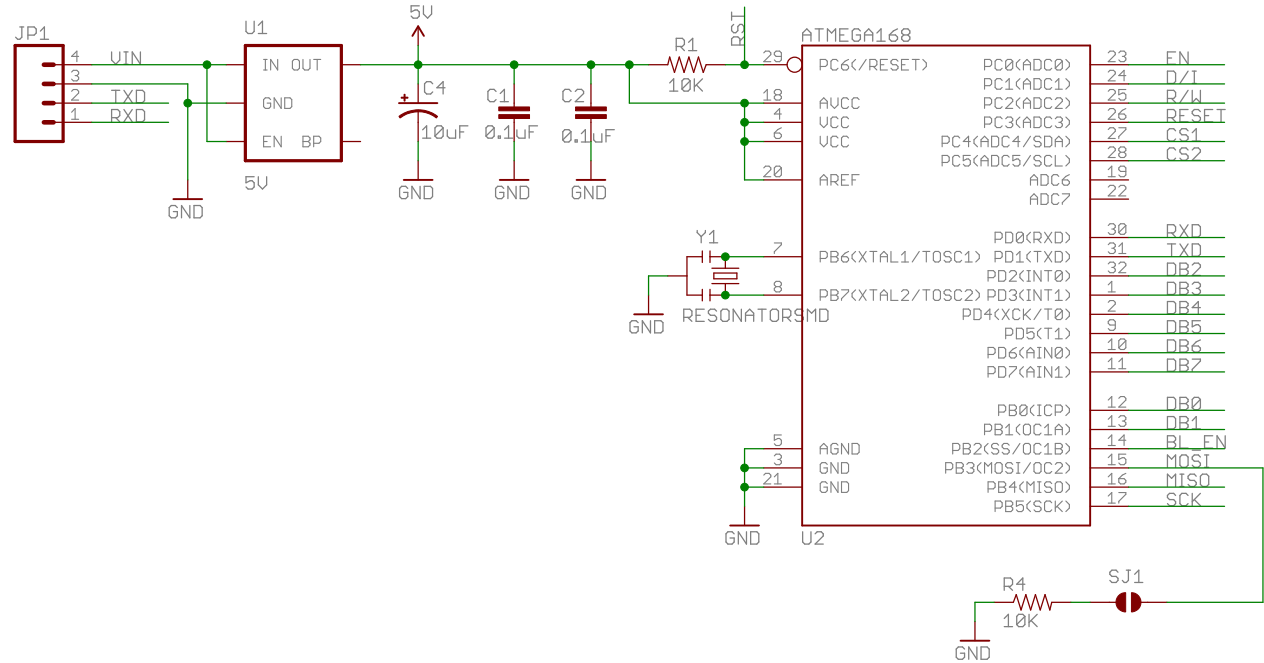 JP1
4 VIN
3
2 TXD
1 RXD
U1
IN OUT
GND
EN BP
5V
GND
5V
C4
10uF
GND
C1
0.1uF
GND
C2
0.1uF
GND
R1
10K
RSI
ATMEGA168
29 PC6(/RESET)
18 AVCC
4 VCC
6 VCC
20 AREF
7 PB6(XTAL1/TOSC1)
8 PB7(XTAL2/TOSC2)
5 AGND
3 GND
21 GND
GND
Y1
RESONATORSMD
GND
PC0(ADC0) 23 EN
PC1(ADC1) 24 D/I
PC2(ADC2) 25 R/W
PC3(ADC3) 26 RESET
PC4(ADC4/SDA) 27 CS1
PC5(ADC5/SCL) 28 CS2
ADC6 19
ADC7 22
PD0(RXD) 30 RXD
PD1(TXD) 31 TXD
PD2(INT0) 32 DB2
PD3(INT1) 1 DB3
PD4(XCK/T0) 2 DB4
PD5(T1) 9 DB5
PD6(AIN0) 10 DB6
PD7(AIN1) 11 DB7
PB0(ICP) 12 DB0
PB1(OC1A) 13 DB1
PB2(SS/OC1B) 14 BL_EN
PB3(MOSI/OC2) 15 MOSI
PB4(MISO) 16 MISO
PB5(SCK) 17 SCK
U2
R4
10K
SJ1
GND